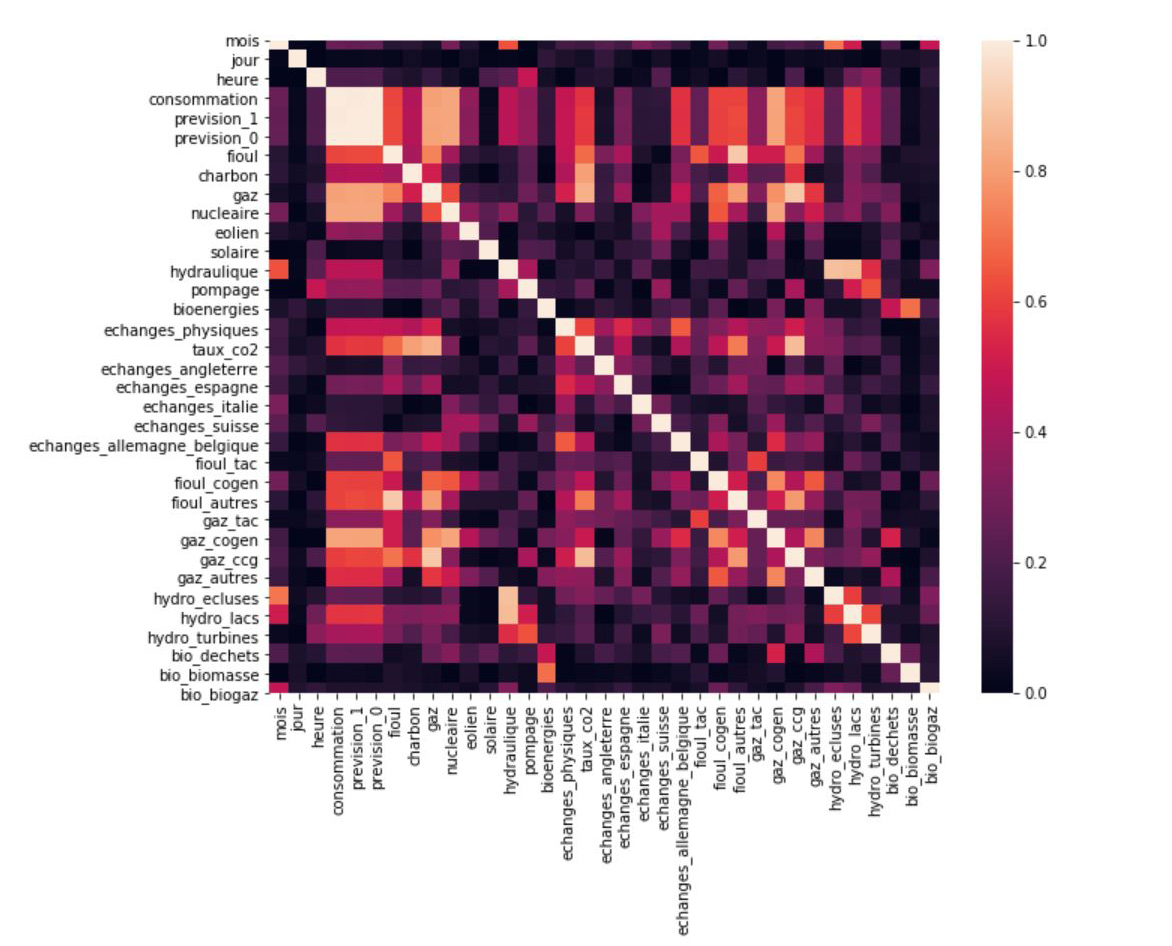 mois
jour
heure
consommation
prevision_1
prevision_0
fioul
charbon
gaz
nucleaire
eolien
solaire
hydraulique
pompage
bioenergies
echanges_physiques
taux_co2
echanges_angleterre
echanges_espagne
echanges_italie
echanges_suisse
echanges_allemagne_belgique
fioul_tac
fioul_cogen
fioul_autres
gaz_tac
gaz_cogen
gaz_ccg
gaz_autres
hydro_ecluses
hydro_lacs
hydro_turbines
bio_dechets
bio_biomasse
bio_biogaz
mois
jour
heure
consommation
prevision_1
prevision_0
fioul
charbon
gaz
nucleaire
eolien
solaire
hydraulique
pompage
bioenergies
echanges_physiques
taux_co2
echanges_angleterre
echanges_espagne
echanges_italie
echanges_suisse
echanges_allemagne_belgique
fioul_tac
fioul_cogen
fioul_autres
gaz_tac
gaz_cogen
gaz_ccg
gaz_autres
hydro_ecluses
hydro_lacs
hydro_turbines
bio_dechets
bio_biomasse
bio_biogaz
1.0
0.8
0.6
0.4
0.2
0.0